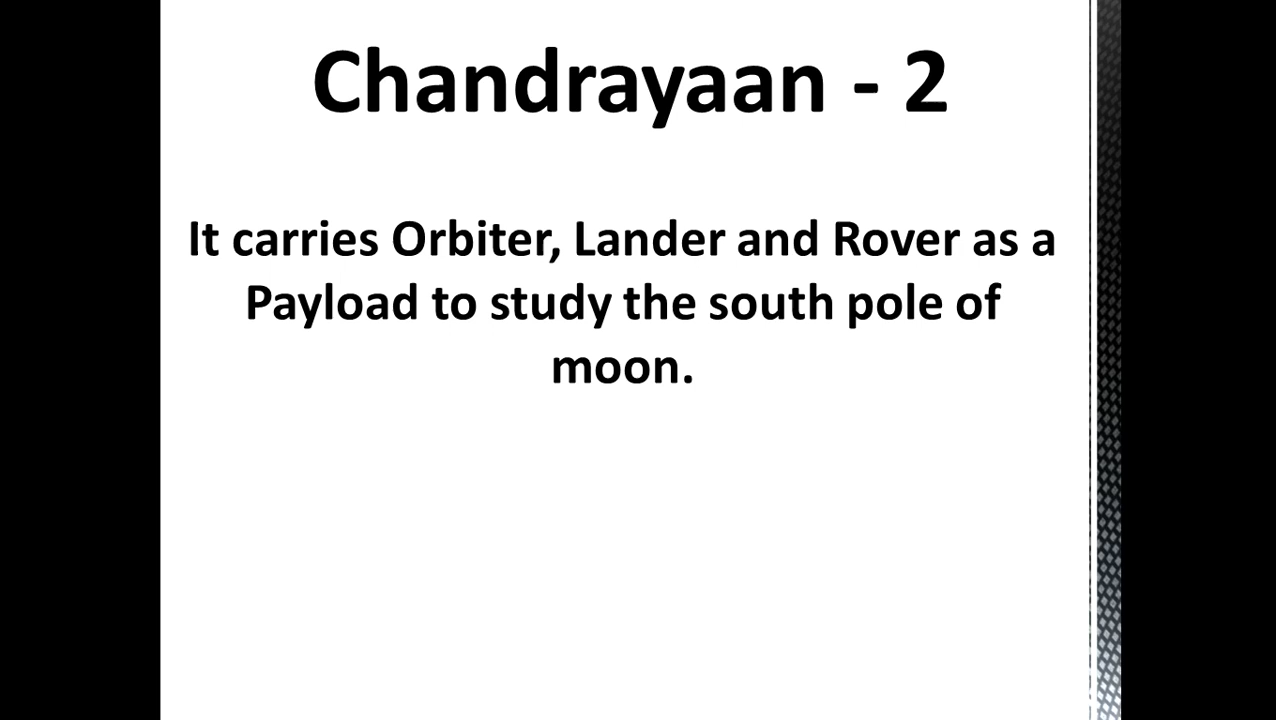 Chandrayaan - 2
It carries Orbiter, Lander and Rover as a
Payload to study the south pole of
moon.